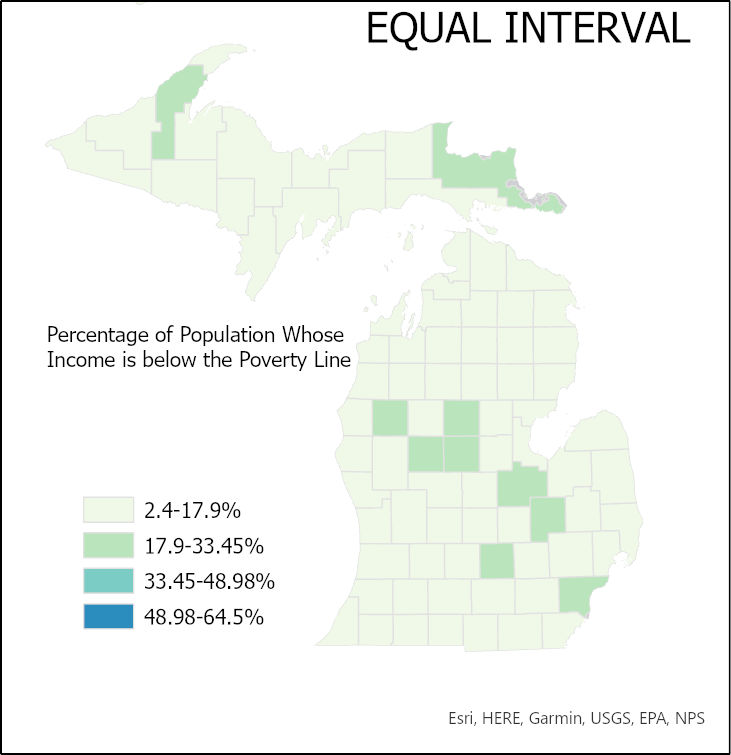 EQUAL INTERVAL
Percentage of Population Whose
Income is below the Poverty Line
2.4-17.9%
17.9-33.45%
33.45-48.98%
48.98-64.5%
Esri, HERE, Garmin, USGS, EPA, NPS